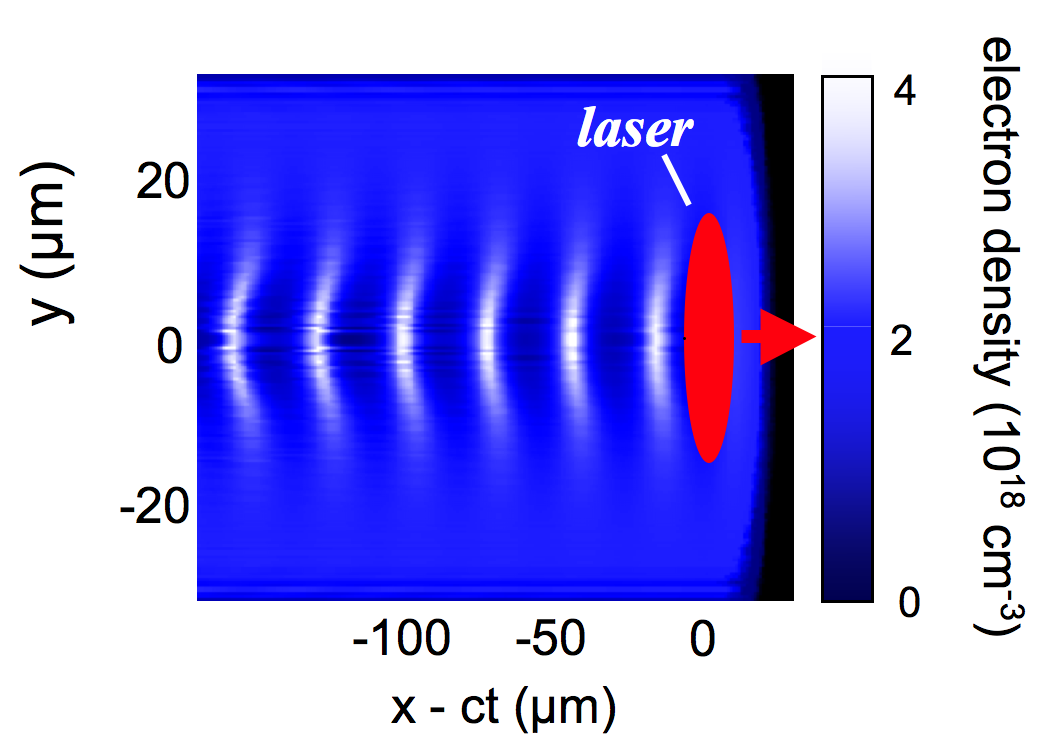 laser
y (μm)
20
0
-20
-100 -50 0
x - ct (μm)
4
2
0
electron density (10¹⁸ cm⁻³)